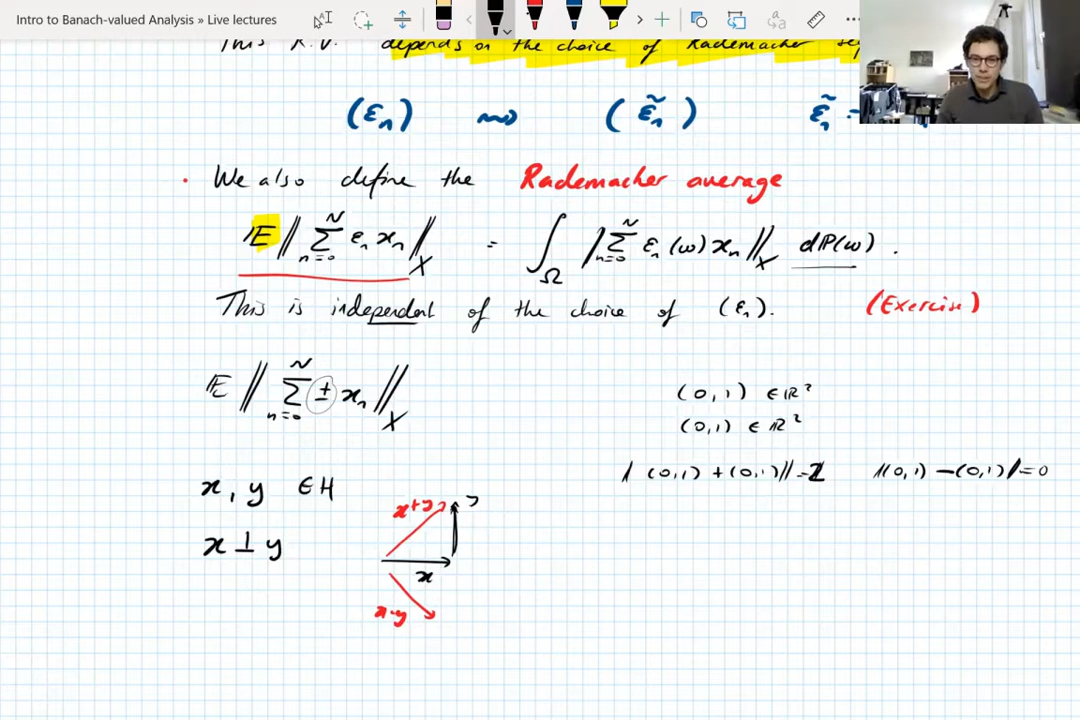 Intro to Banach-valued Analysis » Live lectures
This R.V. depends on the choice of Rademacher
(εₙ) ⇝ (ε̃ₙ) ε̃ₙ =
• We also define the Rademacher average
𝔼‖∑_{n=0}^{N} εₙ xₙ‖_X = ∫_Ω ‖∑_{n=0}^{N} εₙ(ω) xₙ‖_X dℙ(ω).
This is independent of the choice of (εₙ). (Exercise)
𝔼‖∑_{n=0}^{N} ± xₙ‖_X
(0,1) ∈ ℝ²
(0,1) ∈ ℝ²
‖(0,1) + (0,1)‖ = 2 ‖(0,1) − (0,1)‖ = 0
x, y ∈ H
x ⊥ y
x+y
y
x
x-y